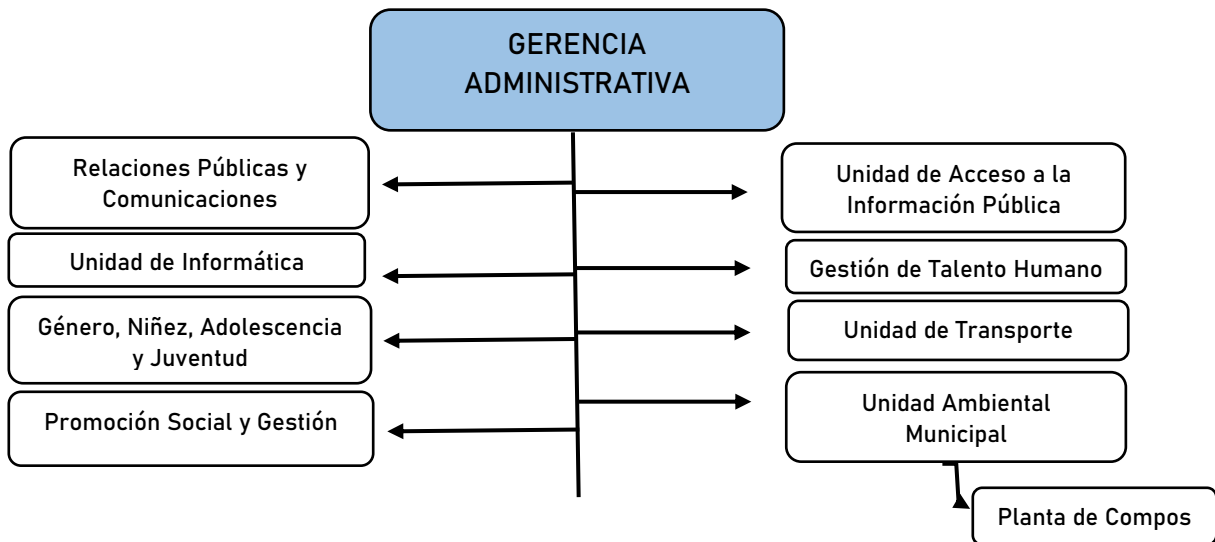 GERENCIA
ADMINISTRATIVA
Relaciones Públicas y
Comunicaciones
Unidad de Acceso a la
Información Pública
Unidad de Informática
Gestión de Talento Humano
Género, Niñez, Adolescencia
y Juventud
Unidad de Transporte
Promoción Social y Gestión
Unidad Ambiental
Municipal
Planta de Compos